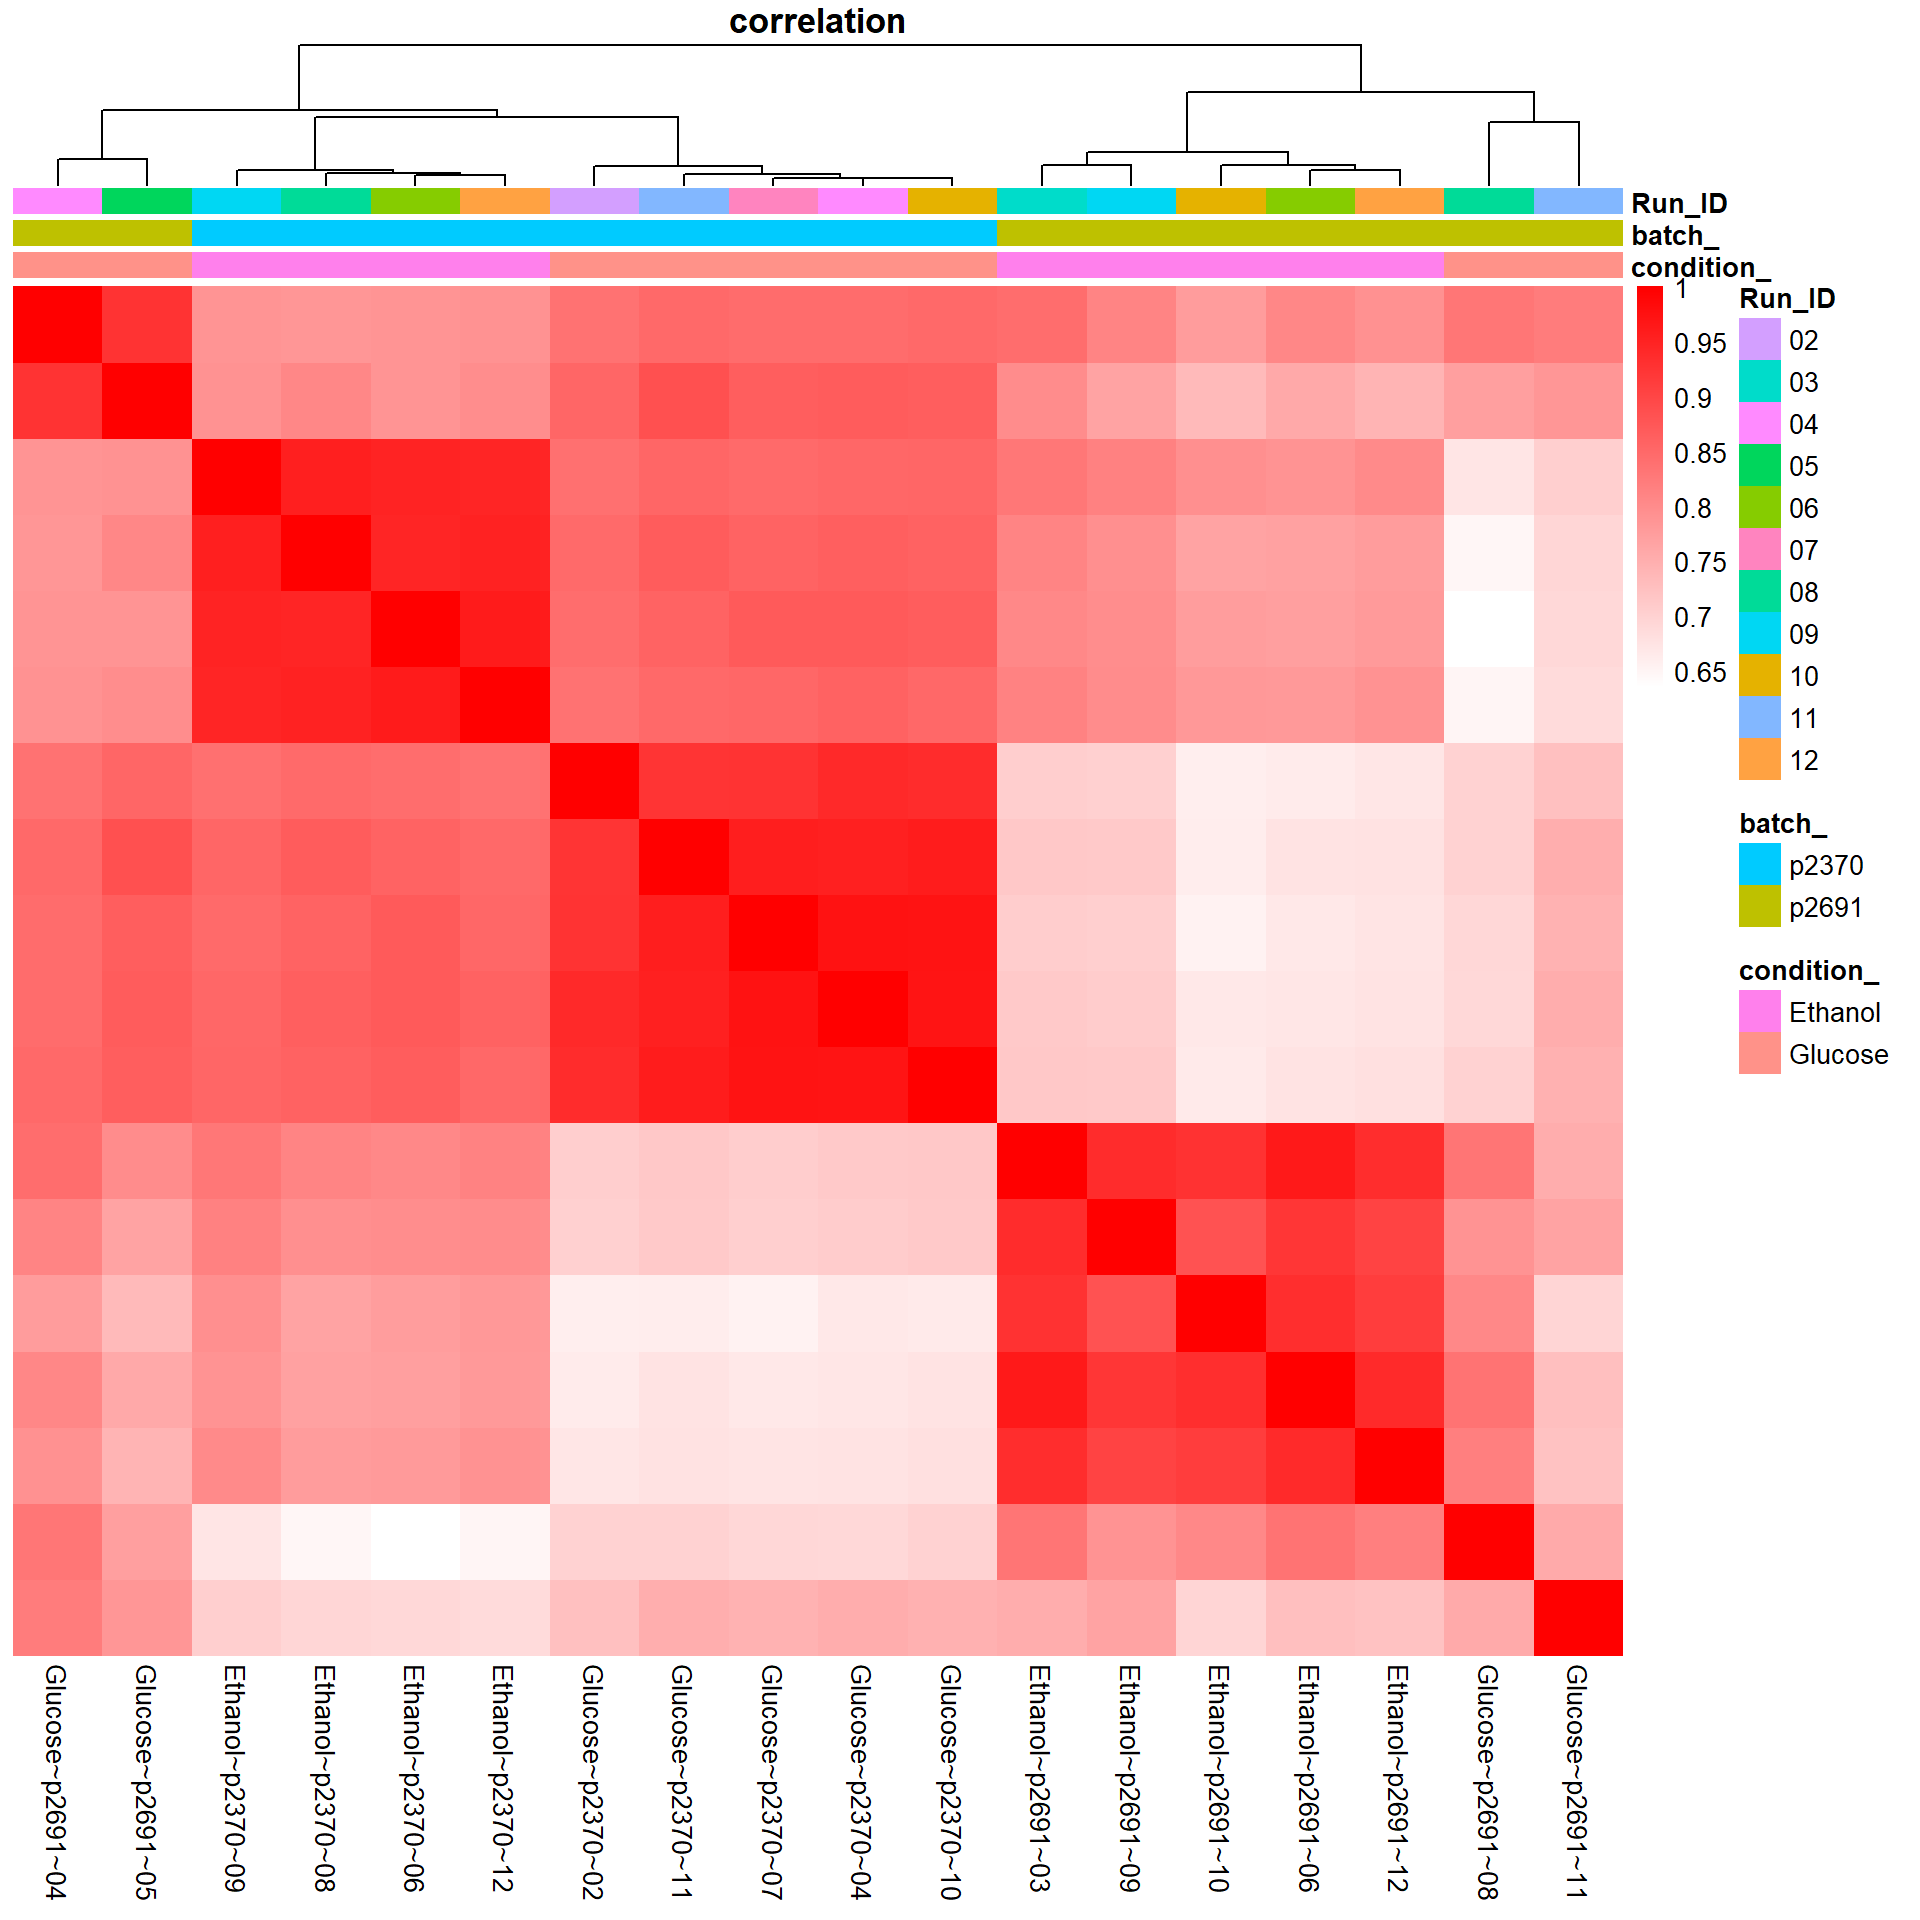 correlation
Run_ID
batch_
condition_
1
0.95
0.9
0.85
0.8
0.75
0.7
0.65
Run_ID
02
03
04
05
06
07
08
09
10
11
12
batch_
p2370
p2691
condition_
Ethanol
Glucose
Glucose~p2691~04
Glucose~p2691~05
Ethanol~p2370~09
Ethanol~p2370~08
Ethanol~p2370~06
Ethanol~p2370~12
Glucose~p2370~02
Glucose~p2370~11
Glucose~p2370~07
Glucose~p2370~04
Glucose~p2370~10
Ethanol~p2691~03
Ethanol~p2691~09
Ethanol~p2691~10
Ethanol~p2691~06
Ethanol~p2691~12
Glucose~p2691~08
Glucose~p2691~11